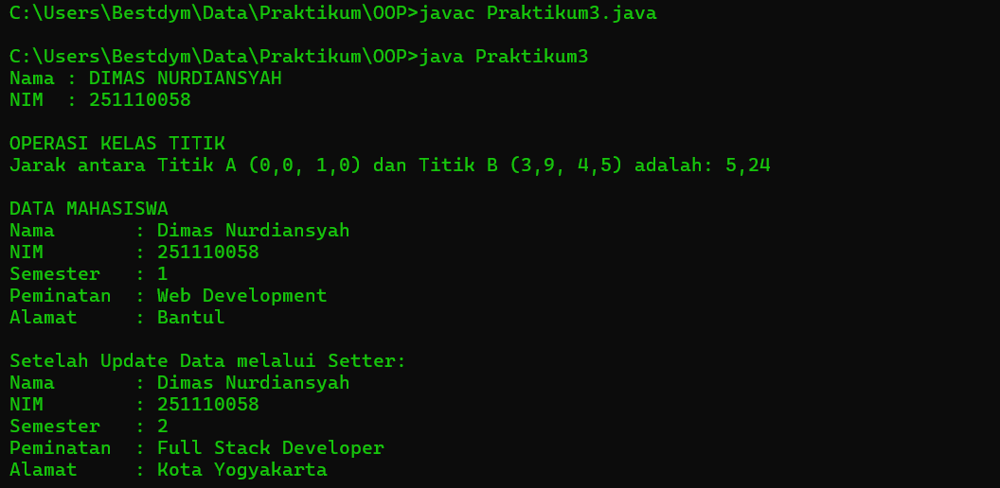 C:\Users\Bestdym\Data\Praktikum\OOP>javac Praktikum3.java
C:\Users\Bestdym\Data\Praktikum\OOP>java Praktikum3
Nama : DIMAS NURDIANSYAH
NIM  : 251110058
OPERASI KELAS TITIK
Jarak antara Titik A (0,0, 1,0) dan Titik B (3,9, 4,5) adalah: 5,24
DATA MAHASISWA
Nama       : Dimas Nurdiansyah
NIM        : 251110058
Semester   : 1
Peminatan  : Web Development
Alamat     : Bantul
Setelah Update Data melalui Setter:
Nama       : Dimas Nurdiansyah
NIM        : 251110058
Semester   : 2
Peminatan  : Full Stack Developer
Alamat     : Kota Yogyakarta